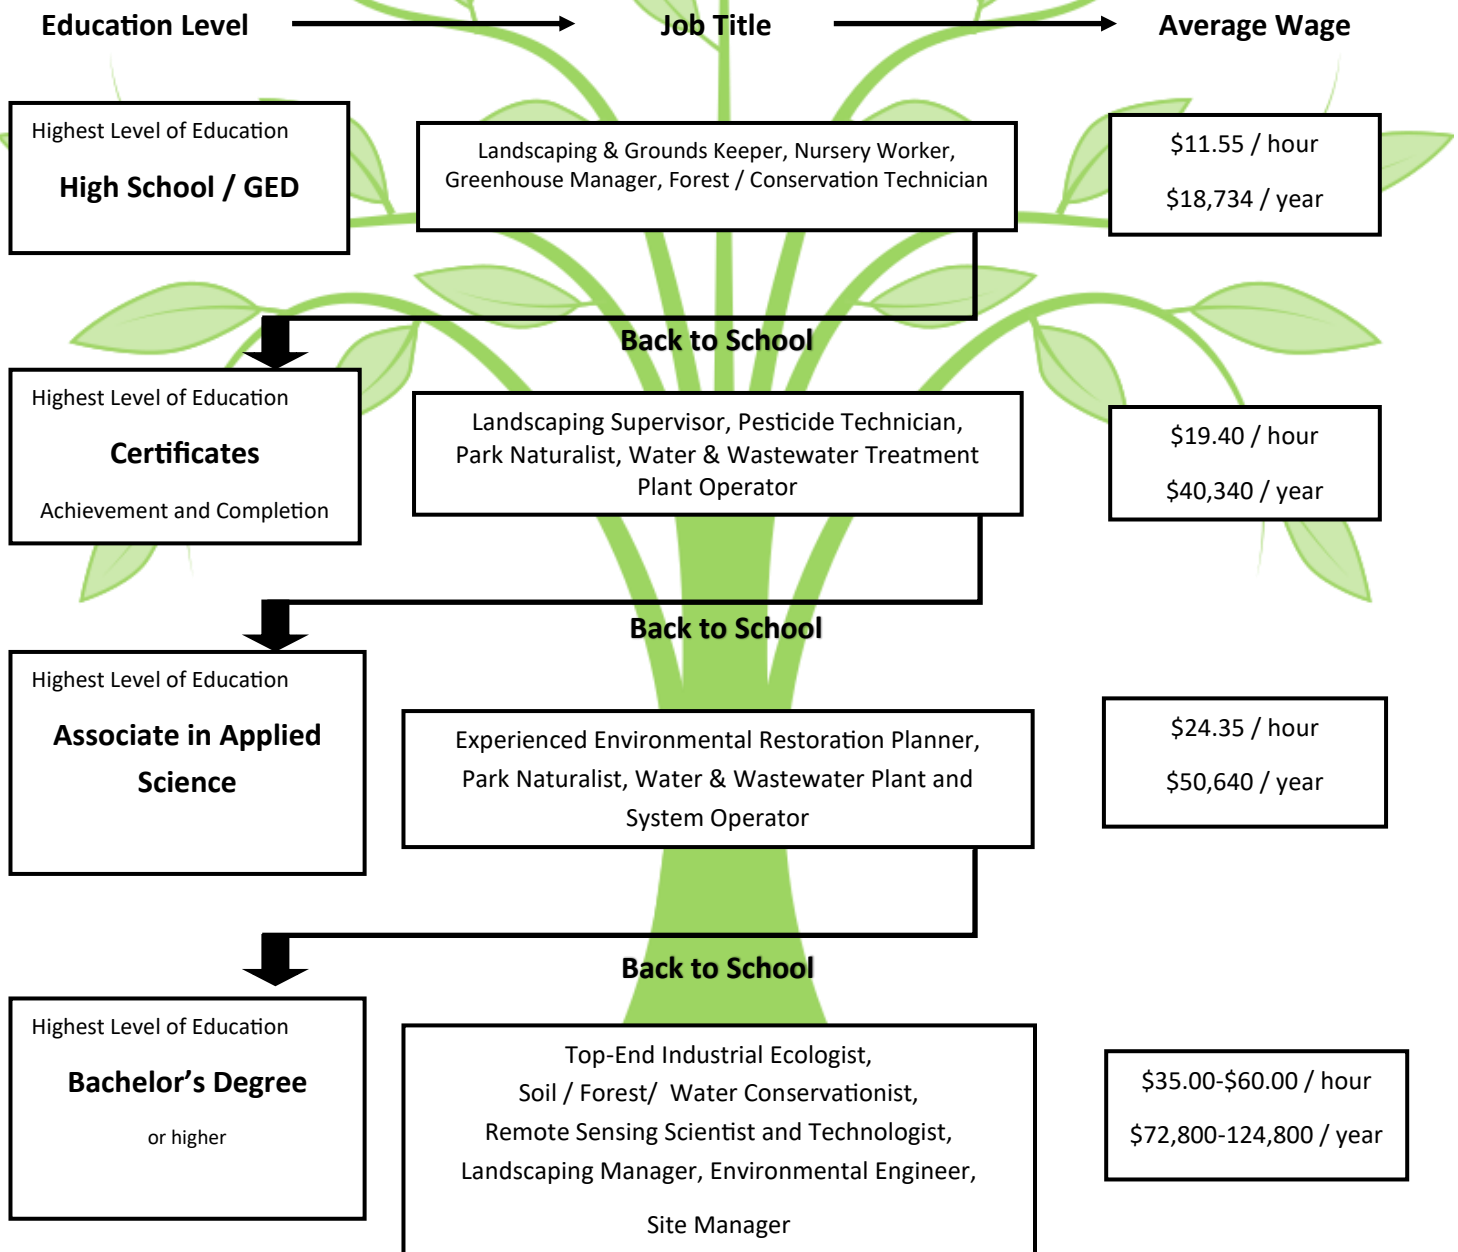 Education Level
Job Title
Average Wage
Highest Level of Education
High School / GED
Landscaping & Grounds Keeper, Nursery Worker,
Greenhouse Manager, Forest / Conservation Technician
$11.55 / hour
$18,734 / year
Back to School
Highest Level of Education
Certificates
Achievement and Completion
Landscaping Supervisor, Pesticide Technician,
Park Naturalist, Water & Wastewater Treatment
Plant Operator
$19.40 / hour
$40,340 / year
Back to School
Highest Level of Education
Associate in Applied
Science
Experienced Environmental Restoration Planner,
Park Naturalist, Water & Wastewater Plant and
System Operator
$24.35 / hour
$50,640 / year
Back to School
Highest Level of Education
Bachelor’s Degree
or higher
Top-End Industrial Ecologist,
Soil / Forest/ Water Conservationist,
Remote Sensing Scientist and Technologist,
Landscaping Manager, Environmental Engineer,
Site Manager
$35.00-$60.00 / hour
$72,800-124,800 / year